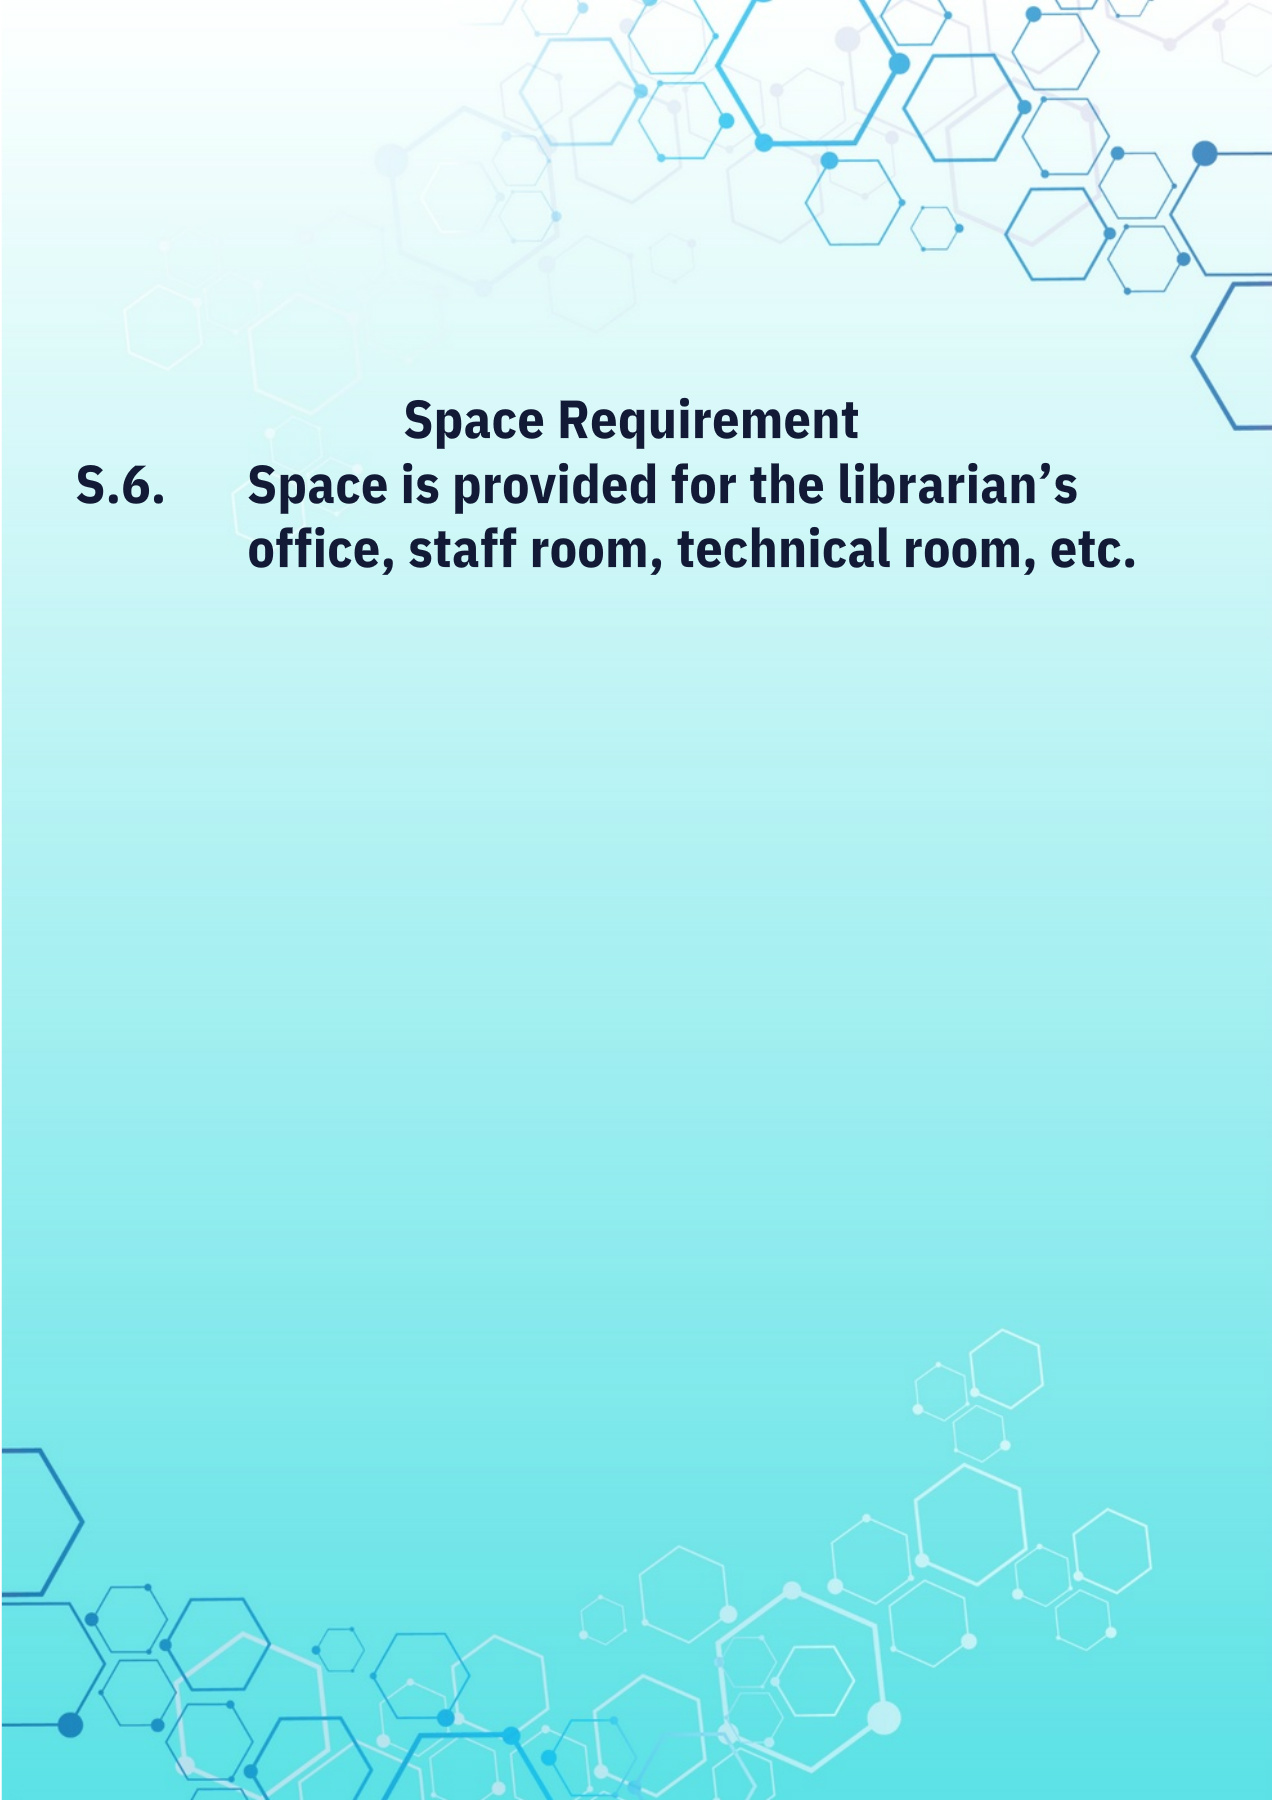 Space Requirement
S.6. Space is provided for the librarian’s
office, staff room, technical room, etc.